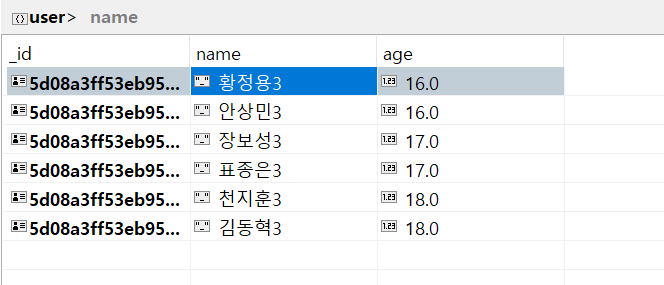 user> name
_id name age
5d08a3ff53eb95... 황정용3 16.0
5d08a3ff53eb95... 안상민3 16.0
5d08a3ff53eb95... 장보성3 17.0
5d08a3ff53eb95... 표종은3 17.0
5d08a3ff53eb95... 천지훈3 18.0
5d08a3ff53eb95... 김동혁3 18.0